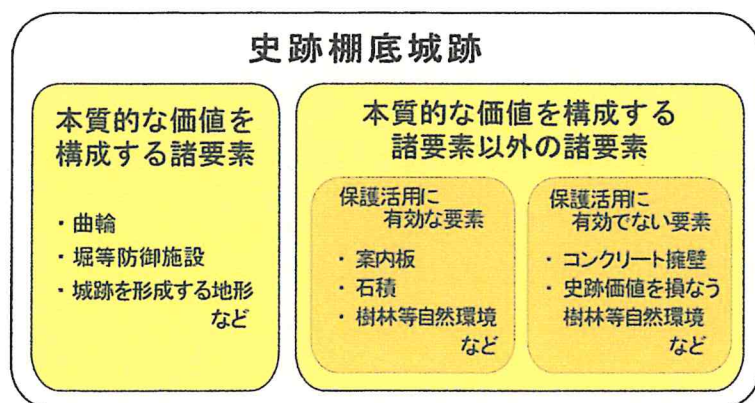 史跡棚底城跡
本質的な価値を
構成する諸要素
・曲輪
・堀等防御施設
・城跡を形成する地形
など
本質的な価値を構成する
諸要素以外の諸要素
保護活用に
有効な要素
・案内板
・石積
・樹林等自然環境
など
保護活用に
有効でない要素
・コンクリート擁壁
・史跡価値を損なう
樹林等自然環境
など